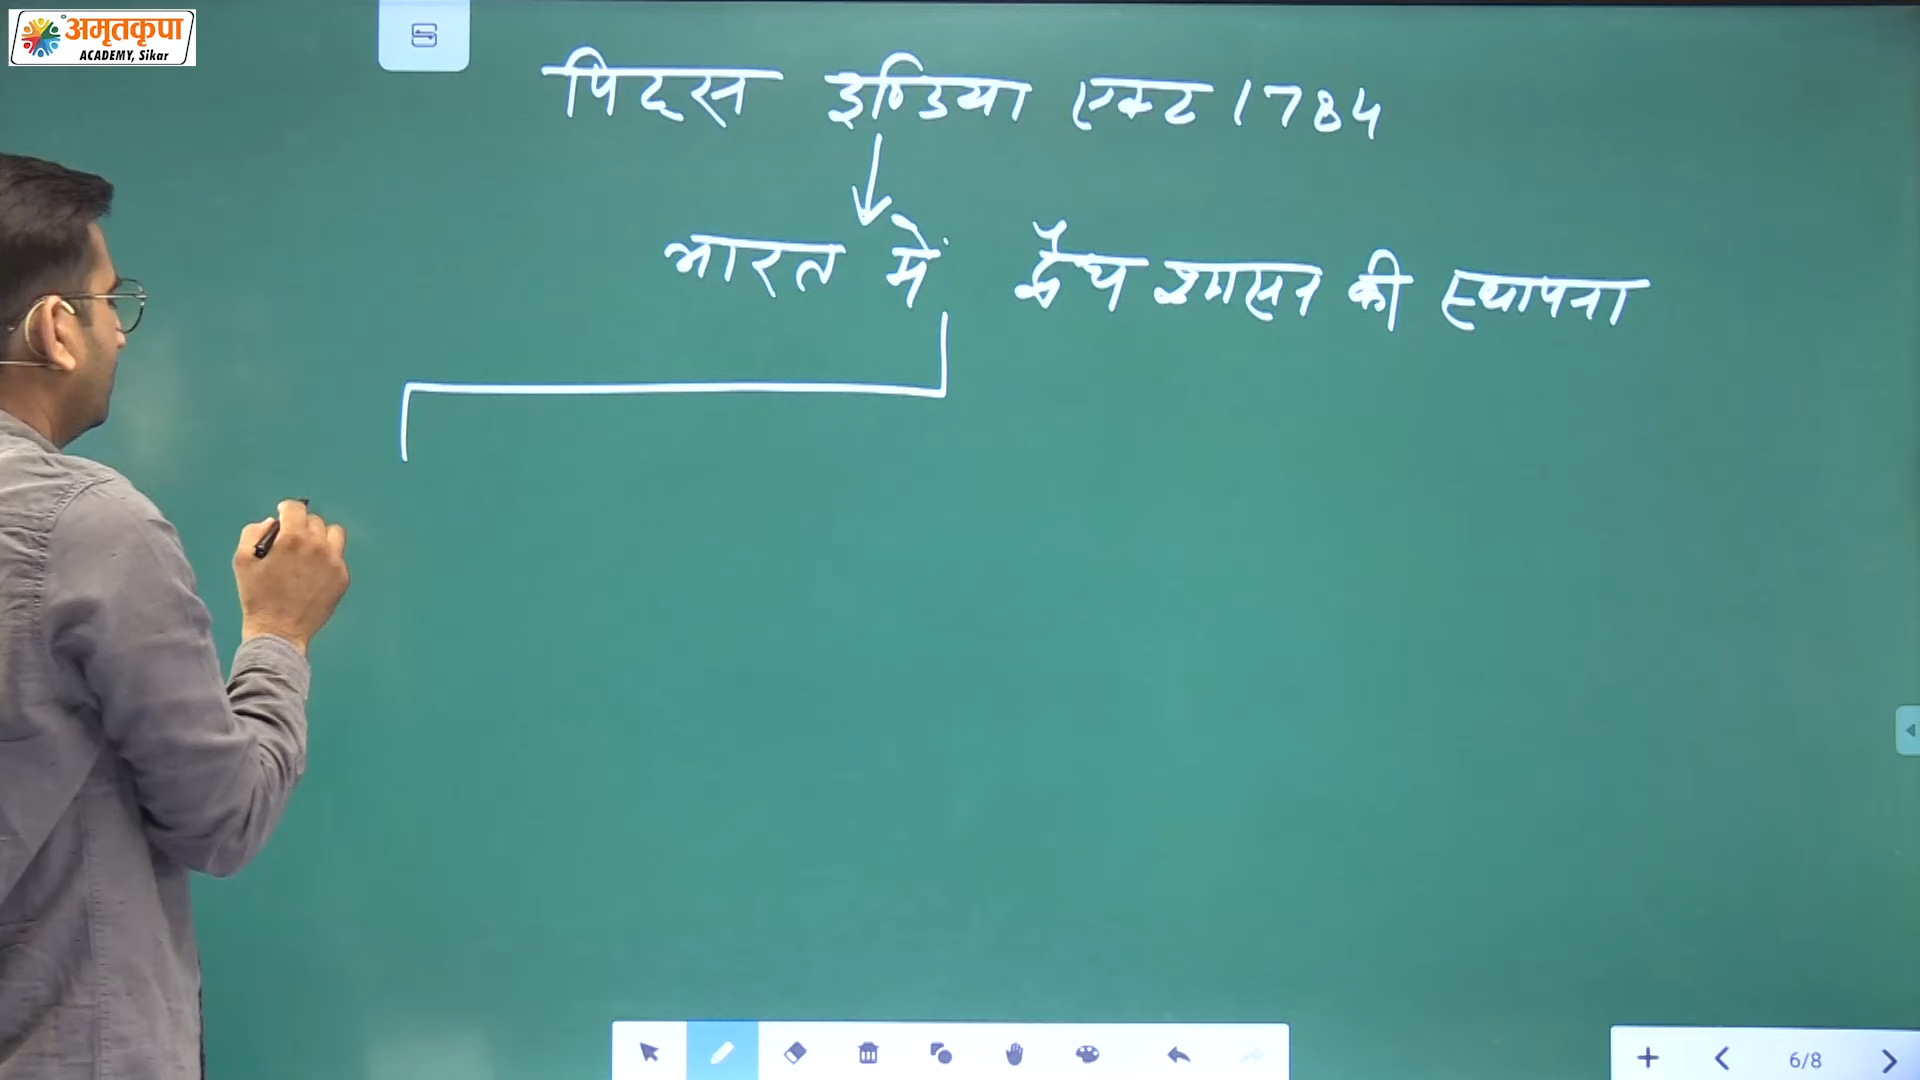 अमृतकृपा
ACADEMY, Sikar
पिट्स इण्डिया एक्ट 1784
भारत में द्वैध शासन की स्थापना
6/8